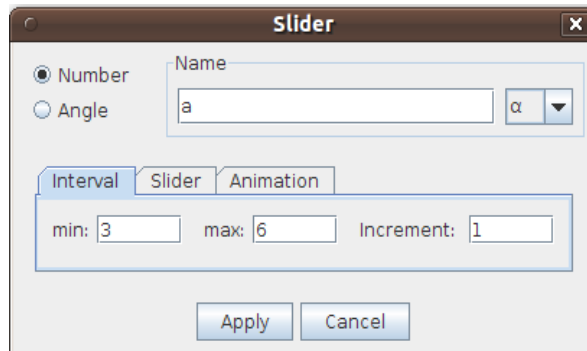 Slider
Number
Angle
Name
a
α
Interval Slider Animation
min: 3 max: 6 Increment: 1
Apply Cancel